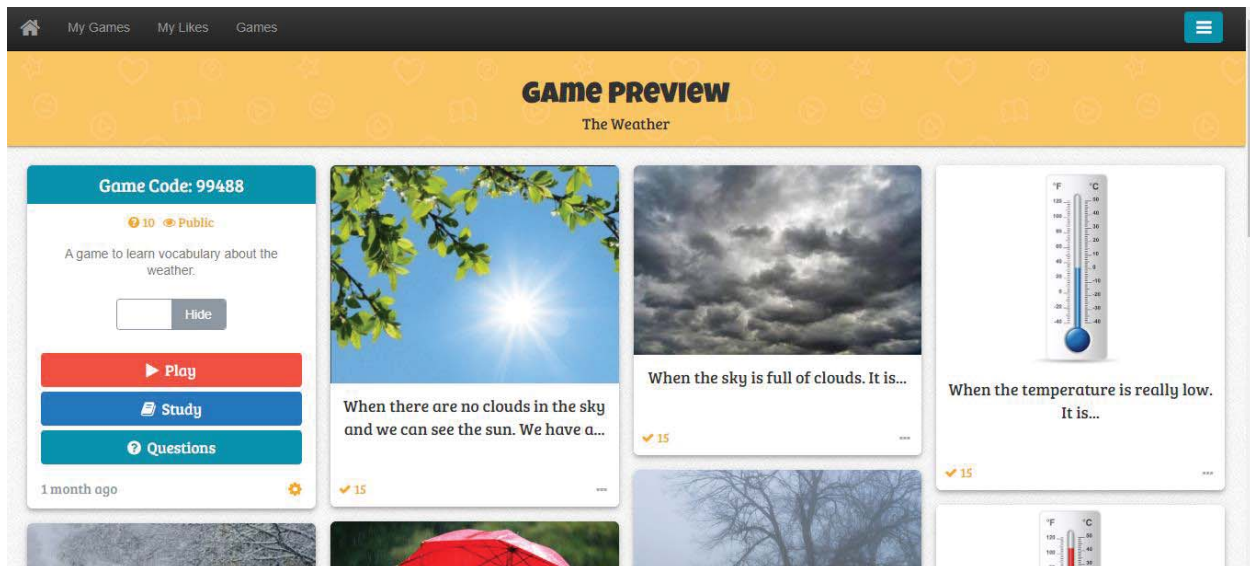 My Games My Likes Games
GAME PREVIEW
The Weather
Game Code: 99488
10 Public
A game to learn vocabulary about the
weather.
Hide
Play
Study
Questions
1 month ago
When there are no clouds in the sky
and we can see the sun. We have a...
15
When the sky is full of clouds. It is...
15
°F °C
When the temperature is really low.
It is...
15
°F °C